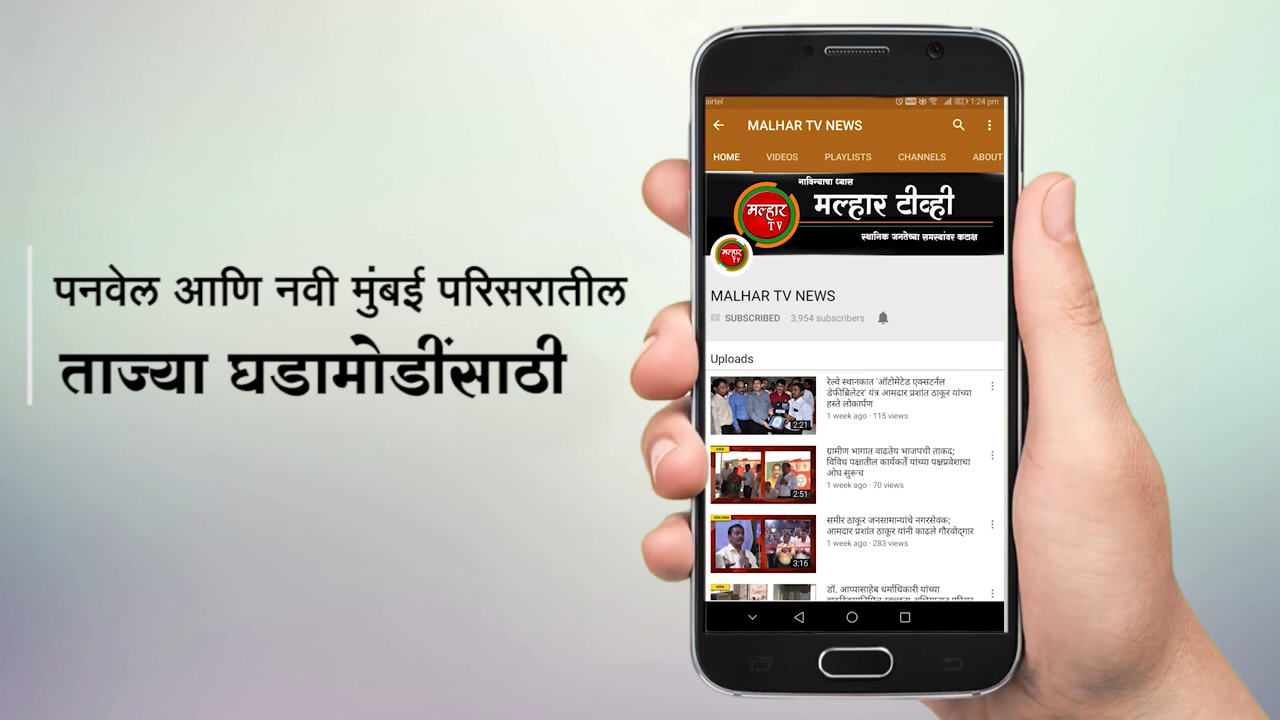 पनवेल आणि नवी मुंबई परिसरातील
ताज्या घडामोडींसाठी
airtel
1:24 pm
MALHAR TV NEWS
HOME VIDEOS PLAYLISTS CHANNELS ABOUT
नाविन्याचा ध्यास
मल्हार टीव्ही
स्थानिक जनतेच्या समस्यांवर कटाक्ष
मल्हार
TV
मल्हार
TV
MALHAR TV NEWS
SUBSCRIBED 3,954 subscribers
Uploads
रेल्वे स्थानकात 'ऑटोमेटेड एक्सटर्नल
डेफीब्रिलेटर' यंत्र आमदार प्रशांत ठाकूर यांच्या
हस्ते लोकार्पण
1 week ago · 115 views
2:21
ग्रामीण भागात वाढतेय भाजपची ताकद;
विविध पक्षातील कार्यकर्ते यांच्या पक्षप्रवेशाचा
ओघ सुरूच
1 week ago · 70 views
2:51
समीर ठाकूर जनसामान्यांचे नगरसेवक;
आमदार प्रशांत ठाकूर यांनी काढले गौरवोद्गार
1 week ago · 283 views
3:16
डॉ. आप्पासाहेब धर्माधिकारी यांच्या